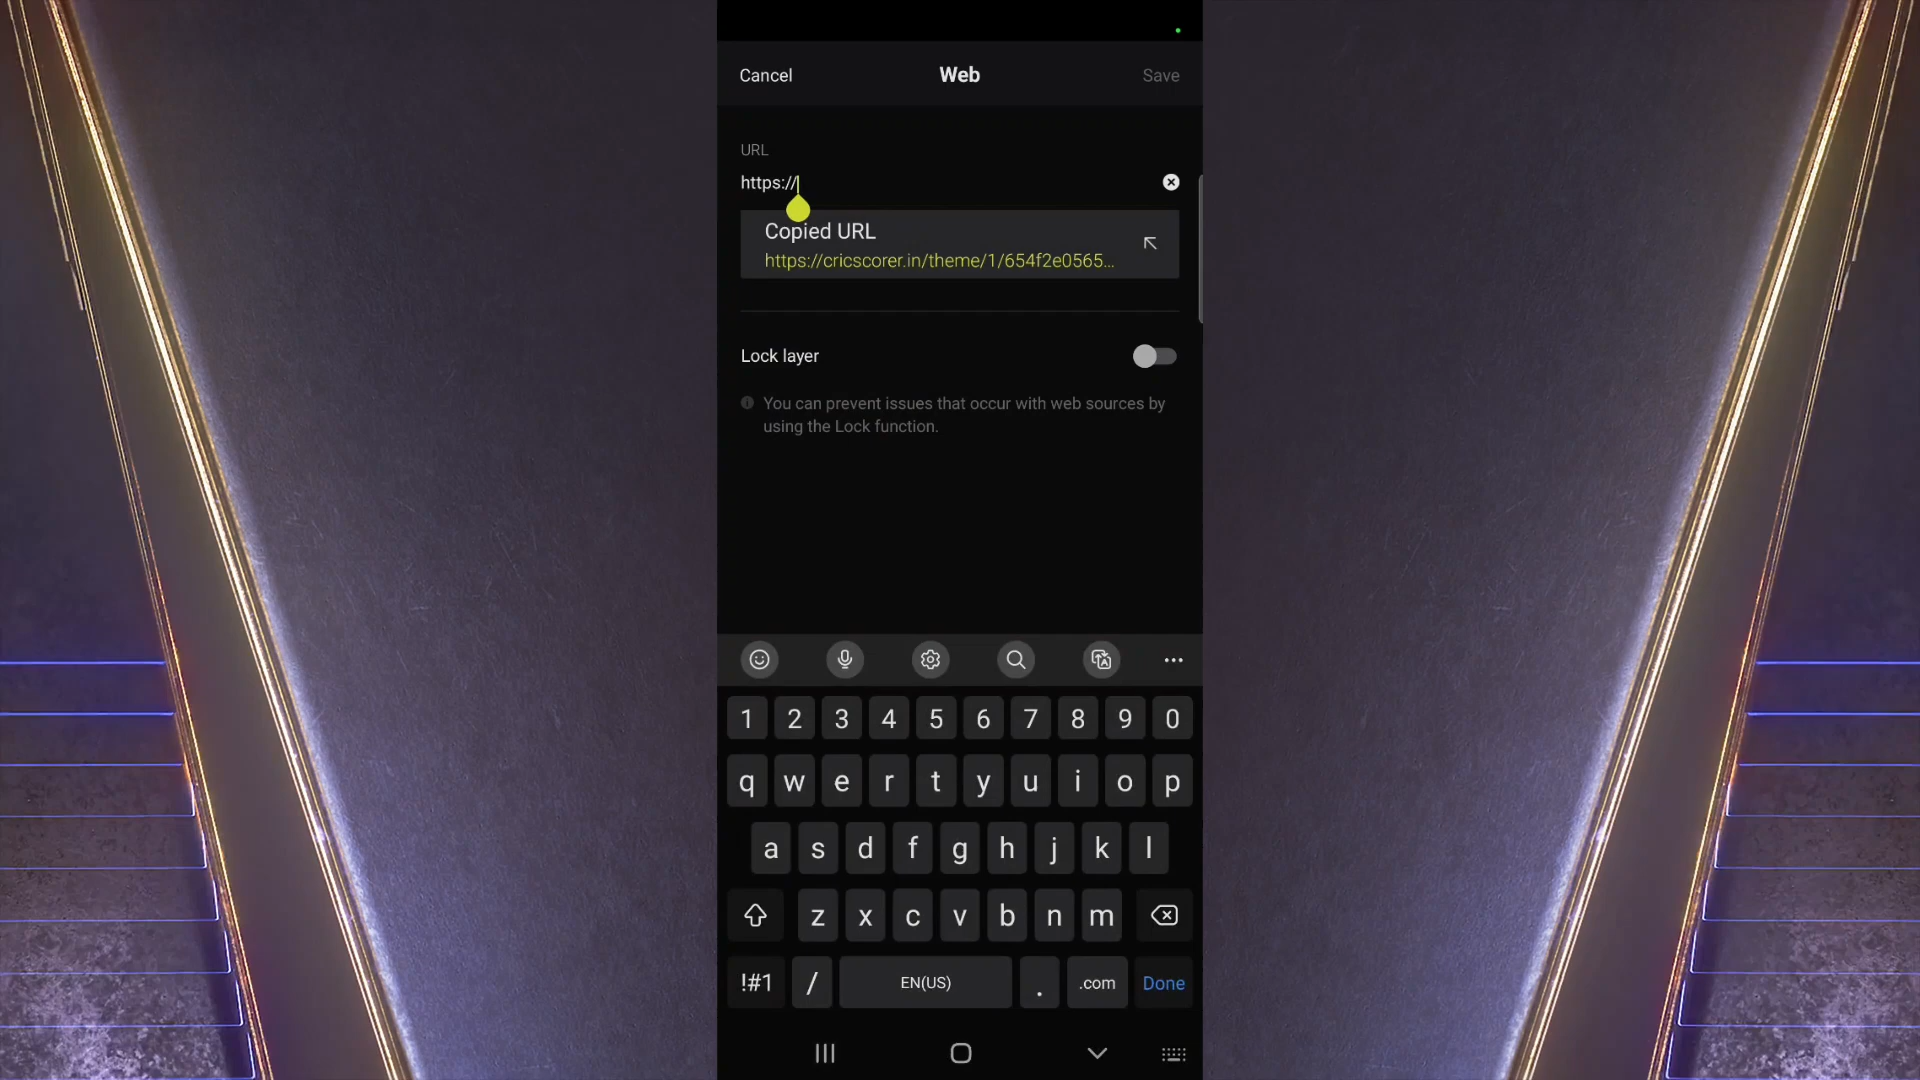 Cancel
Web
Save
URL
https://
Copied URL
https://cricscorer.in/theme/1/654f2e0565...
Lock layer
You can prevent issues that occur with web sources by
using the Lock function.
1 2 3 4 5 6 7 8 9 0
q w e r t y u i o p
a s d f g h j k l
z x c v b n m
!#1 / EN(US) . .com Done